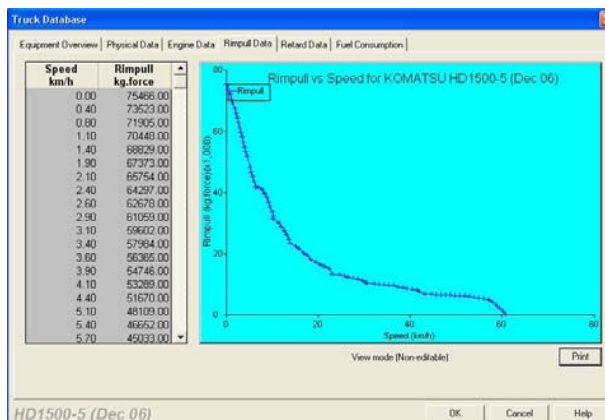 Truck Database
Equipment Overview Physical Data Engine Data Rimpull Data Retard Data Fuel Consumption
Speed km/h Rimpull kg.force
0.00 75466.00
0.40 73523.00
0.80 71905.00
1.10 70448.00
1.40 68829.00
1.90 67373.00
2.10 65754.00
2.40 64297.00
2.60 62678.00
2.90 61059.00
3.10 59602.00
3.40 57984.00
3.60 56365.00
3.90 54746.00
4.10 53289.00
4.40 51670.00
5.10 48109.00
5.40 46652.00
5.70 45033.00
Rimpull vs Speed for KOMATSU HD1500-5 (Dec 06)
Rimpull
80
60
40
20
0
Rimpull (kg.force)(x1,000)
0 20 40 60 80
Speed (km/h)
View mode (Non-editable)
Print
HD1500-5 (Dec 06)
OK Cancel Help